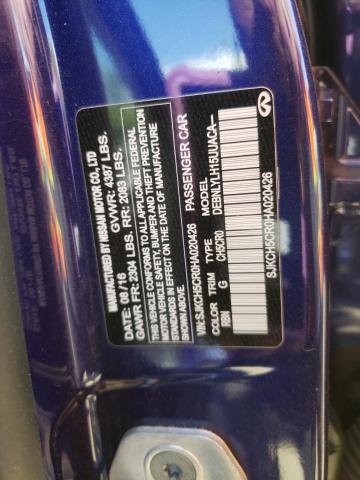 MANUFACTURED BY NISSAN MOTOR CO., LTD
DATE: 08/16 GVWR: 4387 LBS.
GAWR FR: 2304 LBS. RR: 2083 LBS.
THIS VEHICLE CONFORMS TO ALL APPLICABLE FEDERAL
MOTOR VEHICLE SAFETY, BUMPER AND THEFT PREVENTION
STANDARDS IN EFFECT ON THE DATE OF MANUFACTURE
SHOWN ABOVE.
VIN:SJKCH5CR0HA020426 PASSENGER CAR
COLOR TRIM TYPE MODEL
RBN G CH5CR0 DEBNLYLH15UUACA—
SJKCH5CR0HA020426